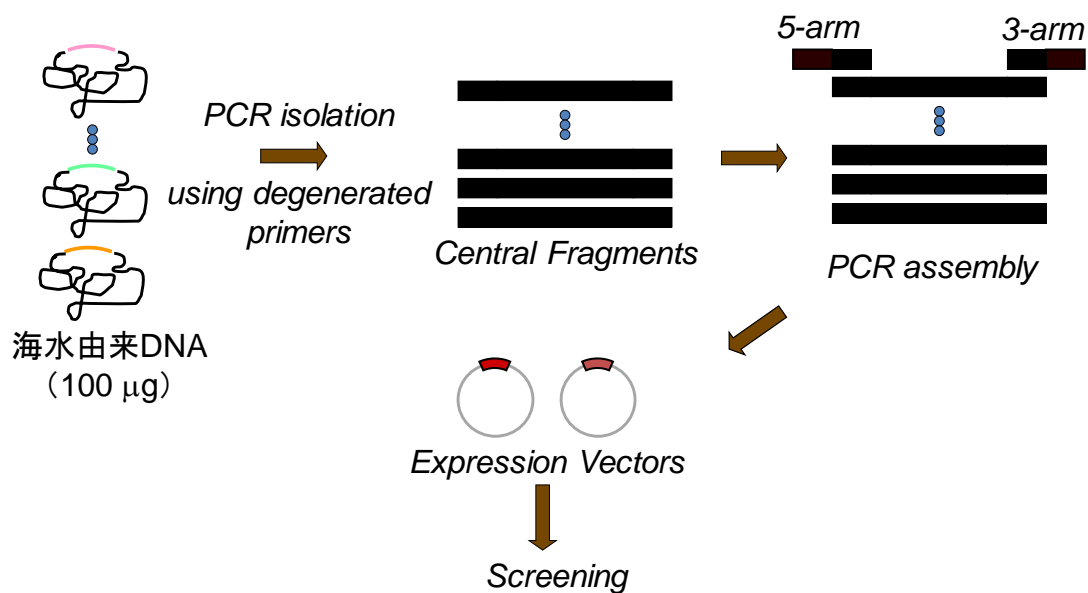 5-arm
3-arm
PCR isolation
using degenerated
primers
Central Fragments
PCR assembly
海水由来DNA
（100 μg）
Expression Vectors
Screening